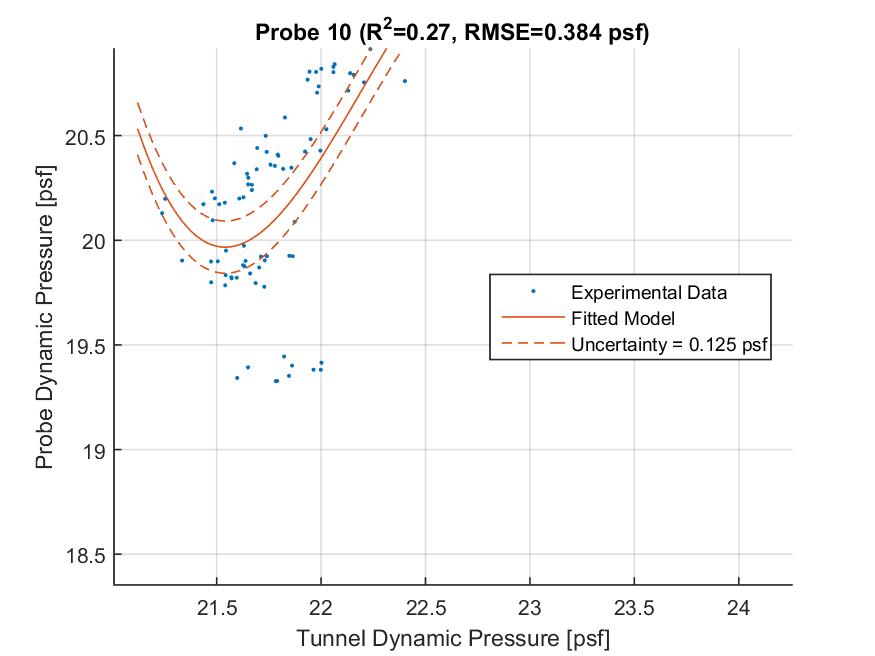 Probe 10 (R²=0.27, RMSE=0.384 psf)
20.5
20
19.5
19
18.5
Probe Dynamic Pressure [psf]
Experimental Data
Fitted Model
Uncertainty = 0.125 psf
21.5 22 22.5 23 23.5 24
Tunnel Dynamic Pressure [psf]